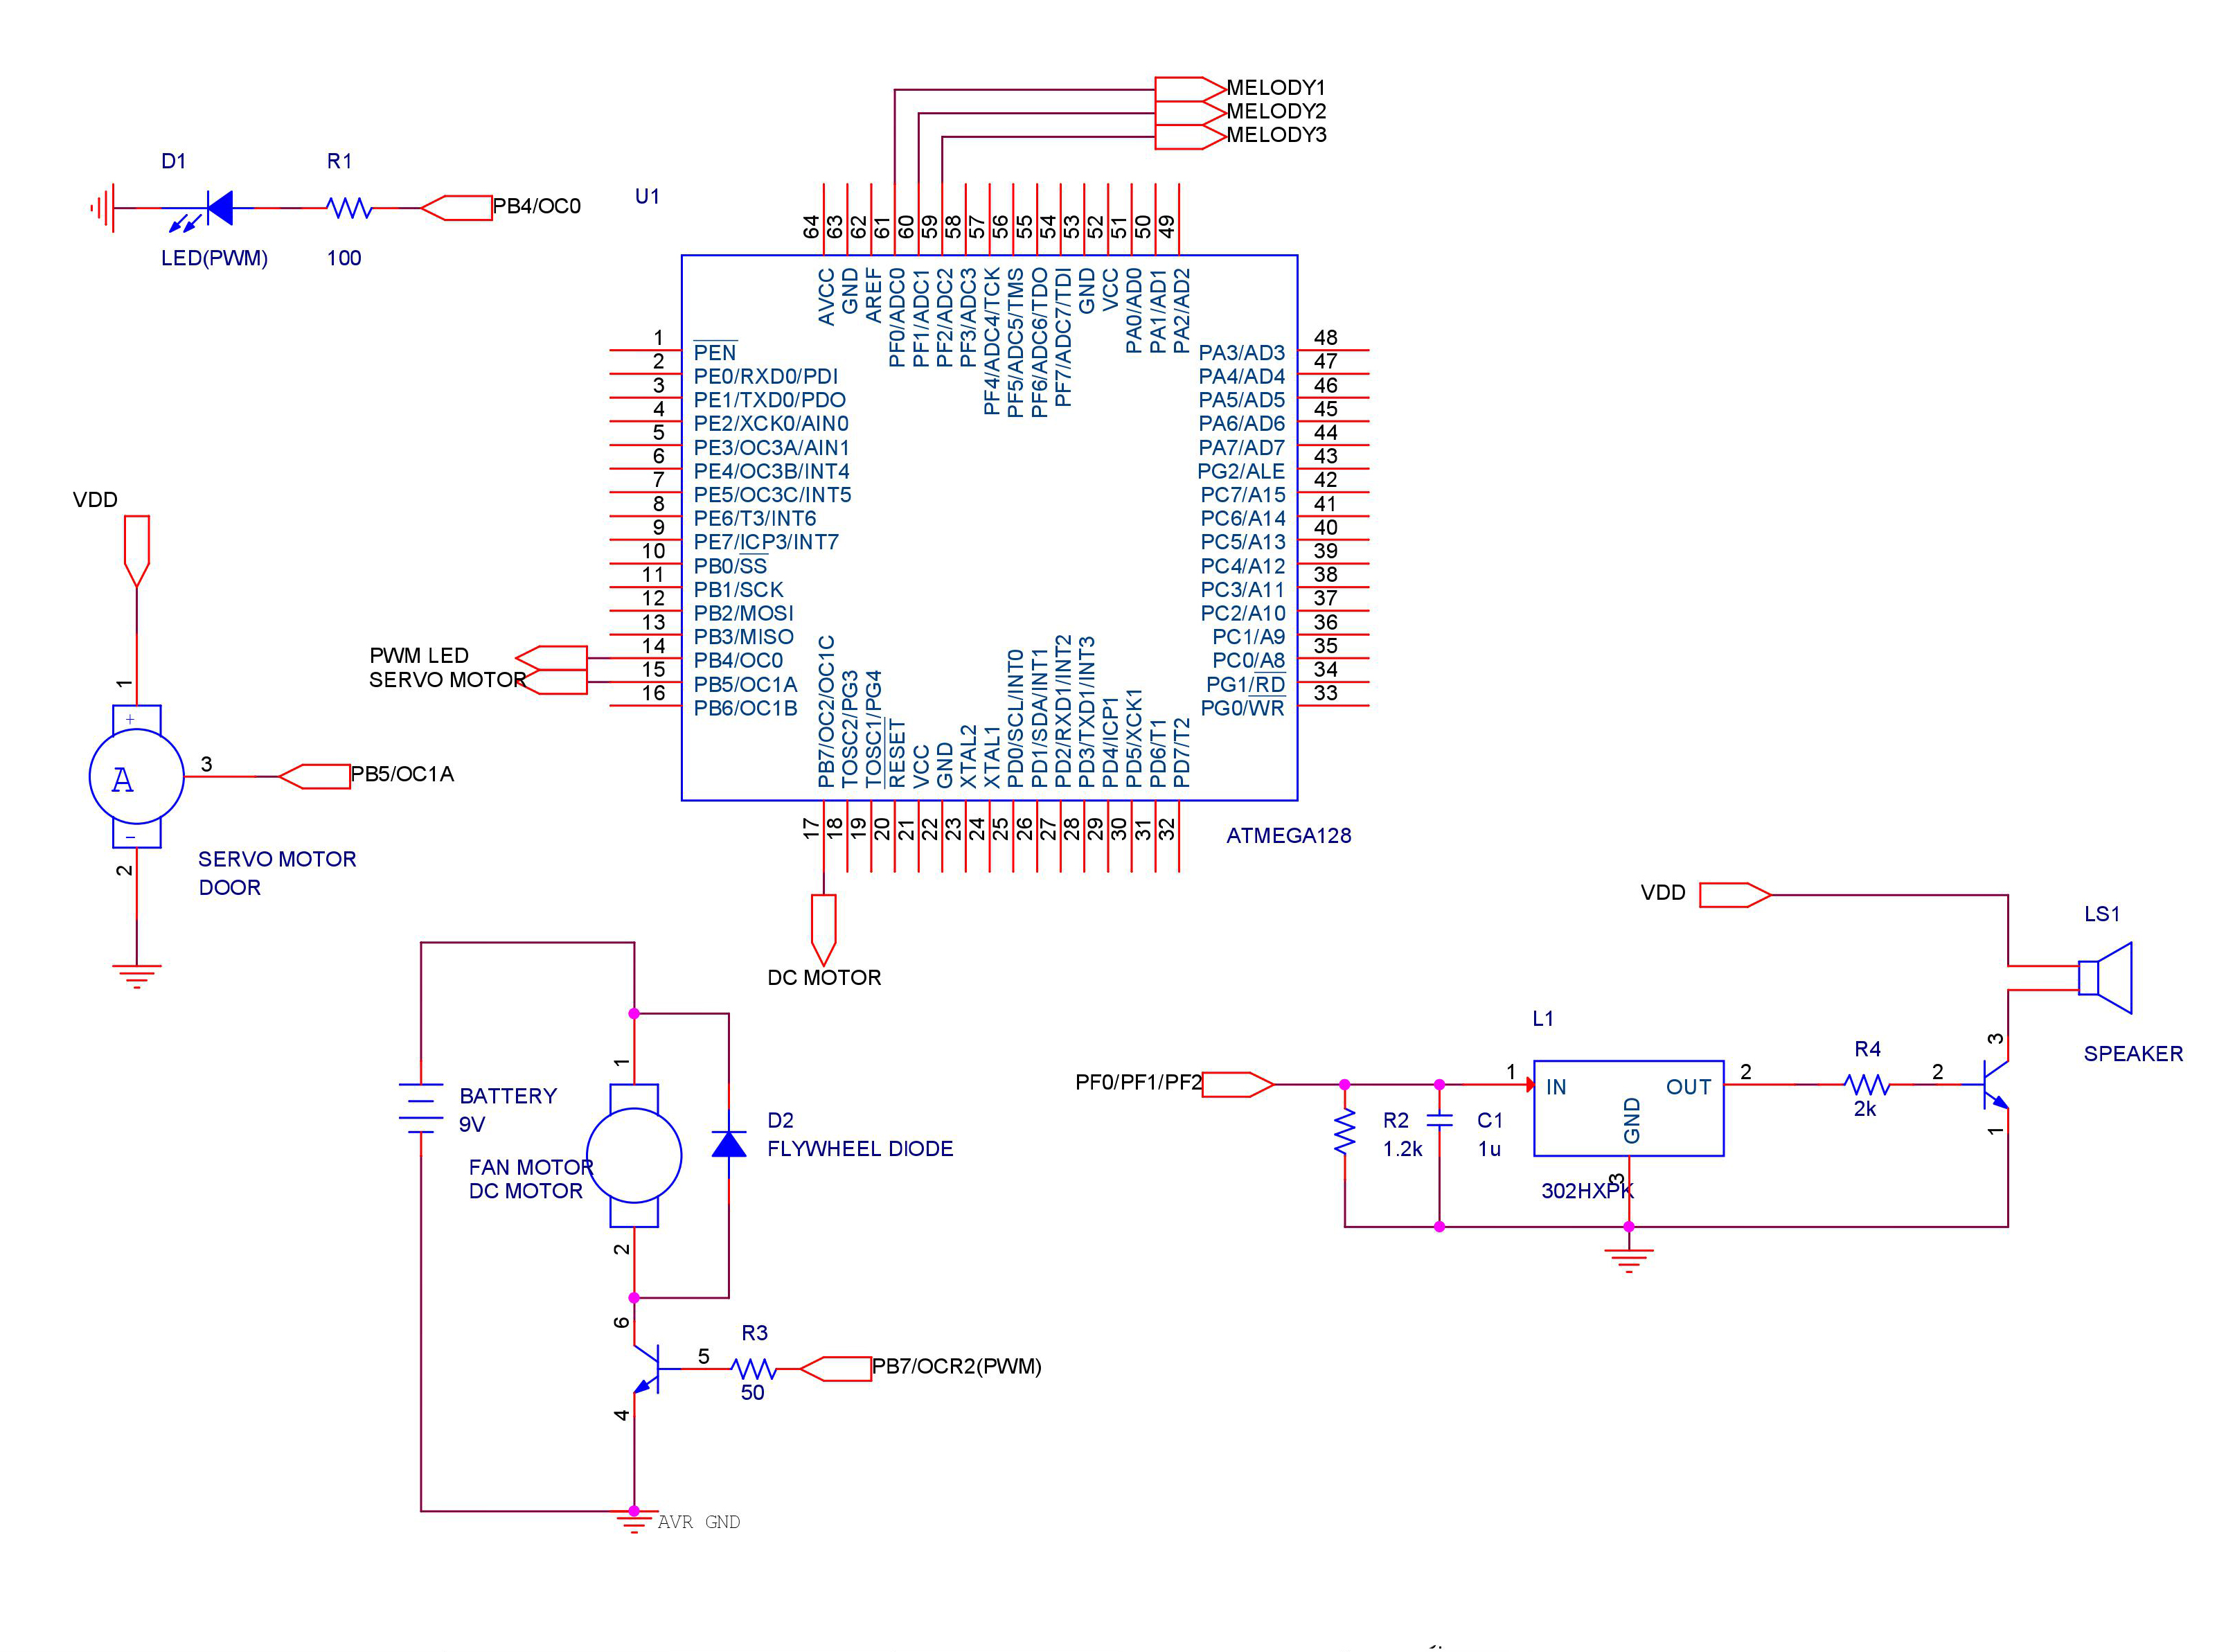 MELODY1
MELODY2
MELODY3
D1
R1
PB4/OC0
LED(PWM)
100
U1
64
63
62
61
60
59
58
57
56
55
54
53
52
51
50
49
AVCC
GND
AREF
PF0/ADC0
PF1/ADC1
PF2/ADC2
PF3/ADC3
PF4/ADC4/TCK
PF5/ADC5/TMS
PF6/ADC6/TDO
PF7/ADC7/TDI
GND
VCC
PA0/AD0
PA1/AD1
PA2/AD2
1 PEN
2 PE0/RXD0/PDI
3 PE1/TXD0/PDO
4 PE2/XCK0/AIN0
5 PE3/OC3A/AIN1
6 PE4/OC3B/INT4
7 PE5/OC3C/INT5
8 PE6/T3/INT6
9 PE7/ICP3/INT7
10 PB0/SS
11 PB1/SCK
12 PB2/MOSI
13 PB3/MISO
14 PB4/OC0
15 PB5/OC1A
16 PB6/OC1B
PA3/AD3 48
PA4/AD4 47
PA5/AD5 46
PA6/AD6 45
PA7/AD7 44
PG2/ALE 43
PC7/A15 42
PC6/A14 41
PC5/A13 40
PC4/A12 39
PC3/A11 38
PC2/A10 37
PC1/A9 36
PC0/A8 35
PG1/RD 34
PG0/WR 33
PWM LED
SERVO MOTOR
PB7/OC2/OC1C
TOSC2/PG3
TOSC1/PG4
RESET
VCC
GND
XTAL2
XTAL1
PD0/SCL/INT0
PD1/SDA/INT1
PD2/RXD1/INT2
PD3/TXD1/INT3
PD4/ICP1
PD5/XCK1
PD6/T1
PD7/T2
17
18
19
20
21
22
23
24
25
26
27
28
29
30
31
32
ATMEGA128
DC MOTOR
VDD
1
+
A
3
PB5/OC1A
−
2
SERVO MOTOR
DOOR
BATTERY
9V
1
FAN MOTOR
DC MOTOR
2
D2
FLYWHEEL DIODE
6
5
4
R3
50
PB7/OCR2(PWM)
AVR GND
VDD
LS1
SPEAKER
PF0/PF1/PF2
R2
1.2k
C1
1u
L1
1
IN
OUT
GND
2
3
302HXPK
R4
2k
2
3
1